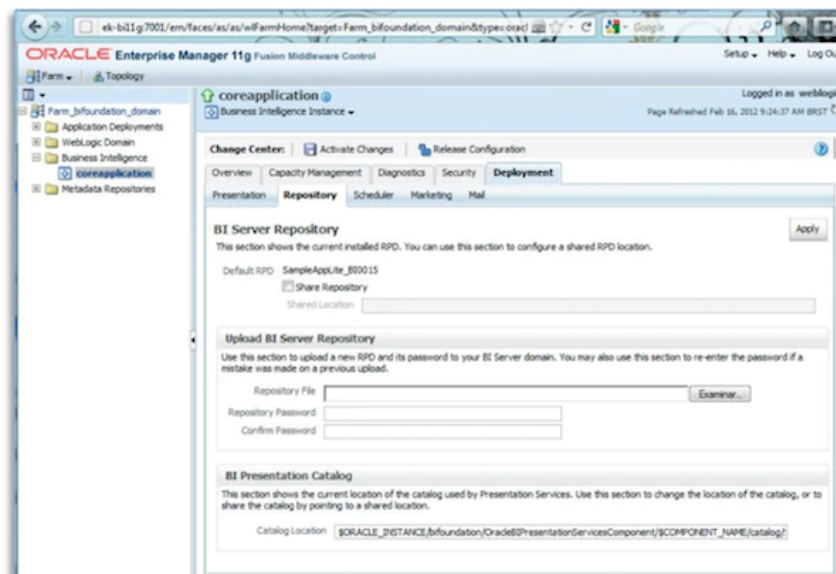 ek-bi11g:7001/em/faces/as/as/wlFarmHome?target=Farm_bifoundation_domain&type=oracl
Google
ORACLE Enterprise Manager 11g Fusion Middleware Control
Setup Help Log Ou
Farm Topology
Farm_bifoundation_domain
Application Deployments
WebLogic Domain
Business Intelligence
coreapplication
Metadata Repositories
coreapplication
Logged in as weblogi
Business Intelligence Instance
Page Refreshed Feb 16, 2012 9:24:37 AM BRST
Change Center: Activate Changes Release Configuration
Overview Capacity Management Diagnostics Security Deployment
Presentation Repository Scheduler Marketing Mail
BI Server Repository
Apply
This section shows the current installed RPD. You can use this section to configure a shared RPD location.
Default RPD SampleAppLite_BI0015
Share Repository
Shared Location
Upload BI Server Repository
Use this section to upload a new RPD and its password to your BI Server domain. You may also use this section to re-enter the password if a
mistake was made on a previous upload.
Repository File
Examinar...
Repository Password
Confirm Password
BI Presentation Catalog
This section shows the current location of the catalog used by Presentation Services. Use this section to change the location of the catalog, or to
share the catalog by pointing to a shared location.
Catalog Location $ORACLE_INSTANCE/bifoundation/OracleBIPresentationServicesComponent/$COMPONENT_NAME/catalog/